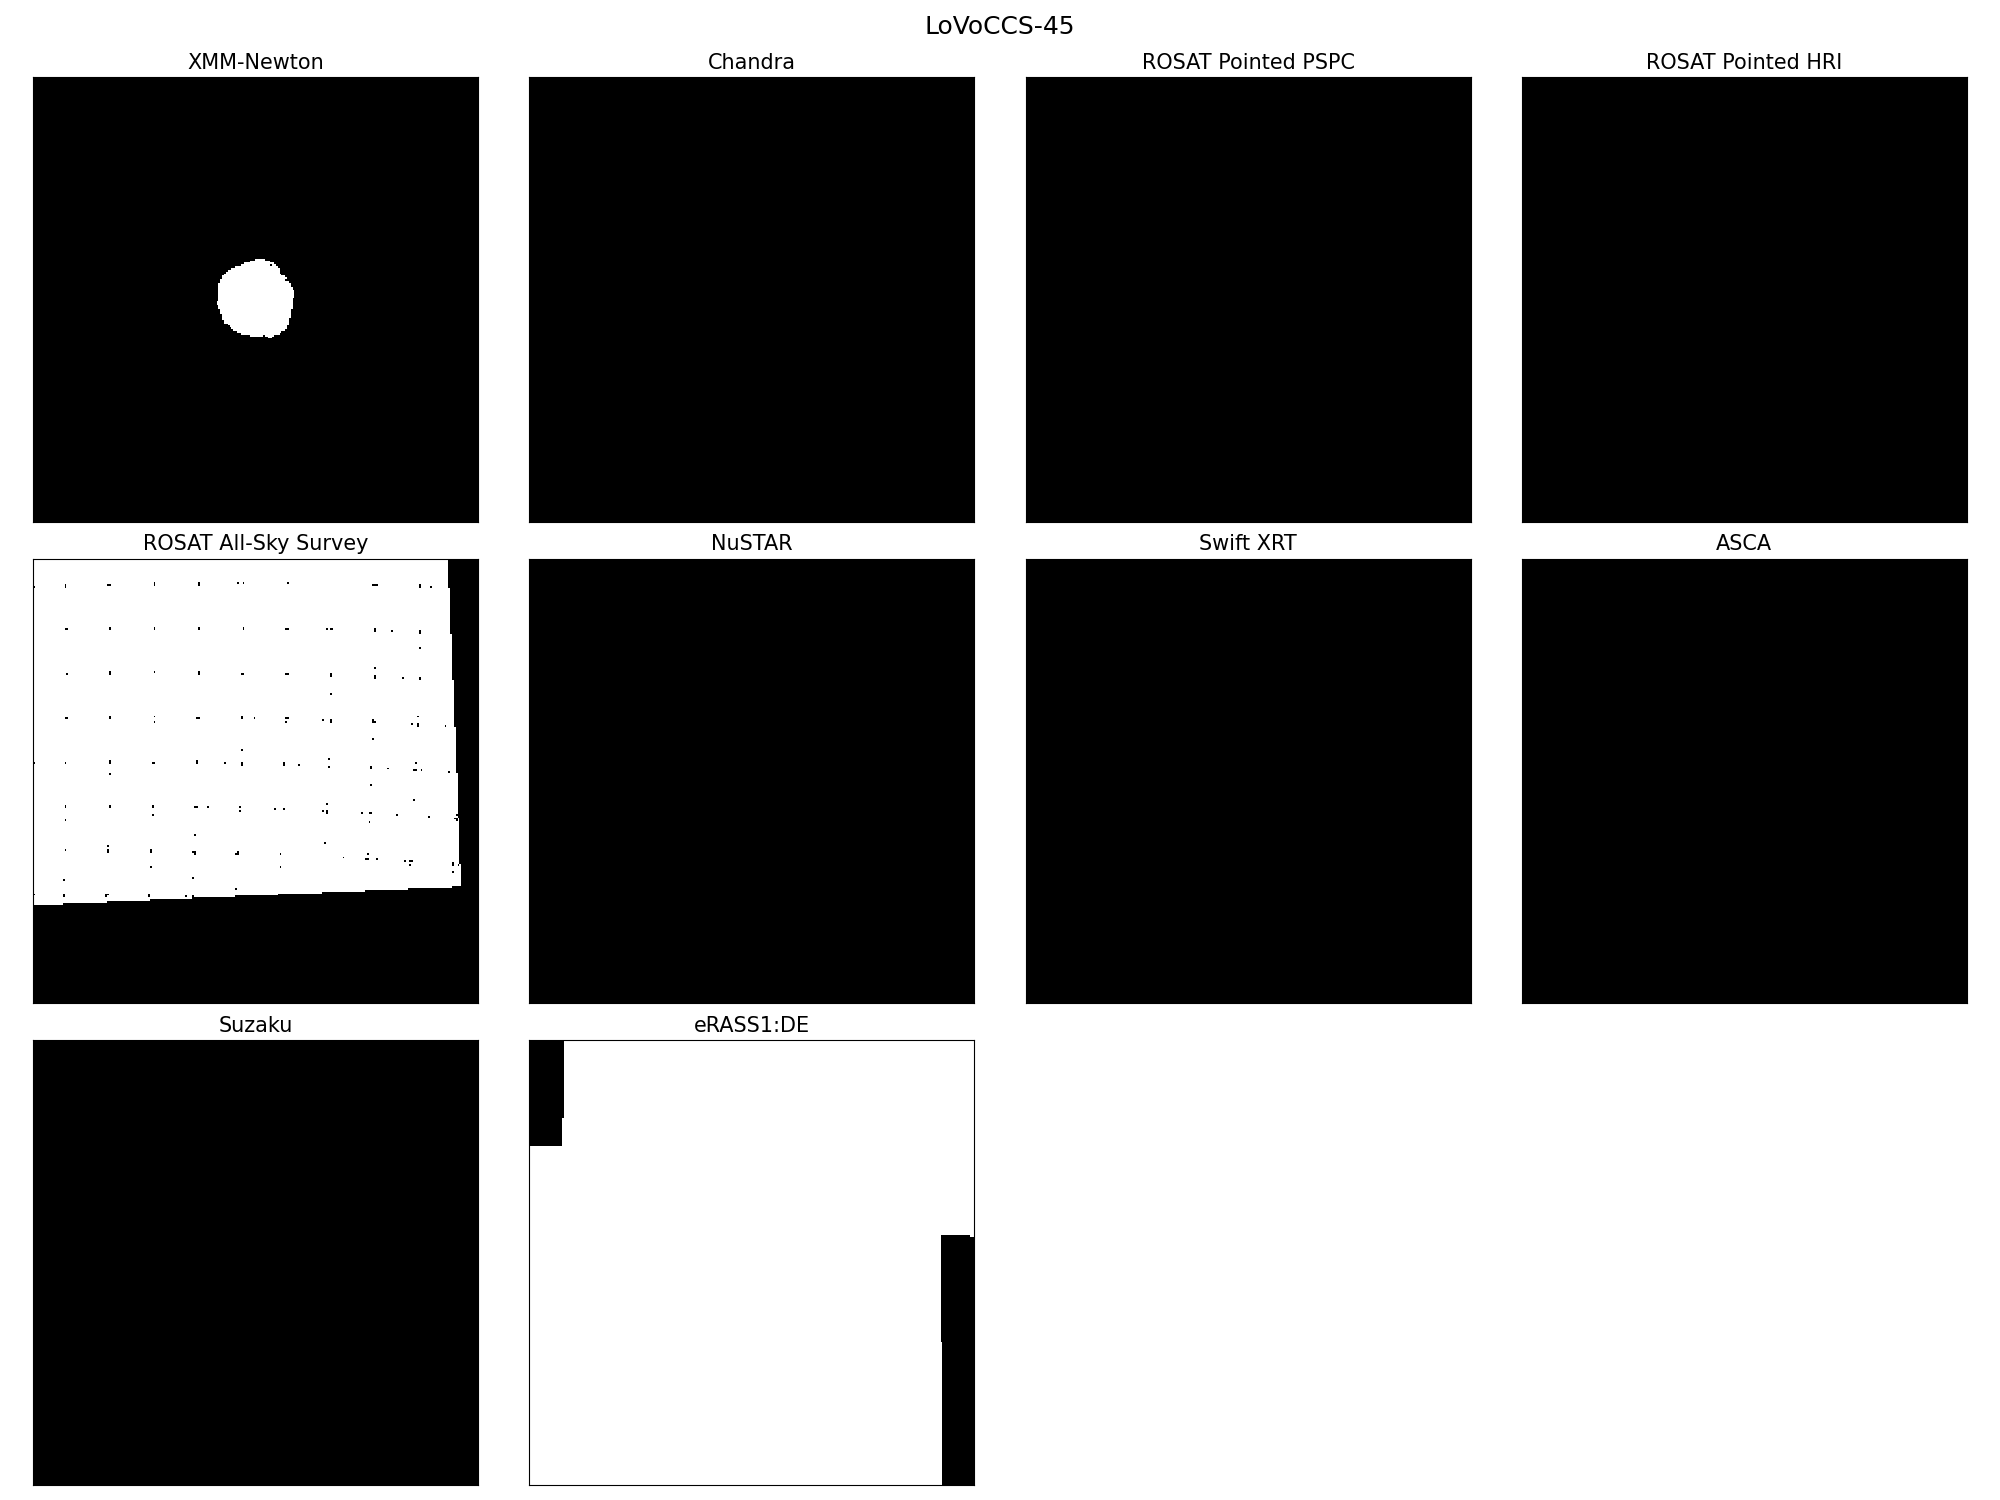 LoVoCCS-45
XMM-Newton
Chandra
ROSAT Pointed PSPC
ROSAT Pointed HRI
ROSAT All-Sky Survey
NuSTAR
Swift XRT
ASCA
Suzaku
eRASS1:DE